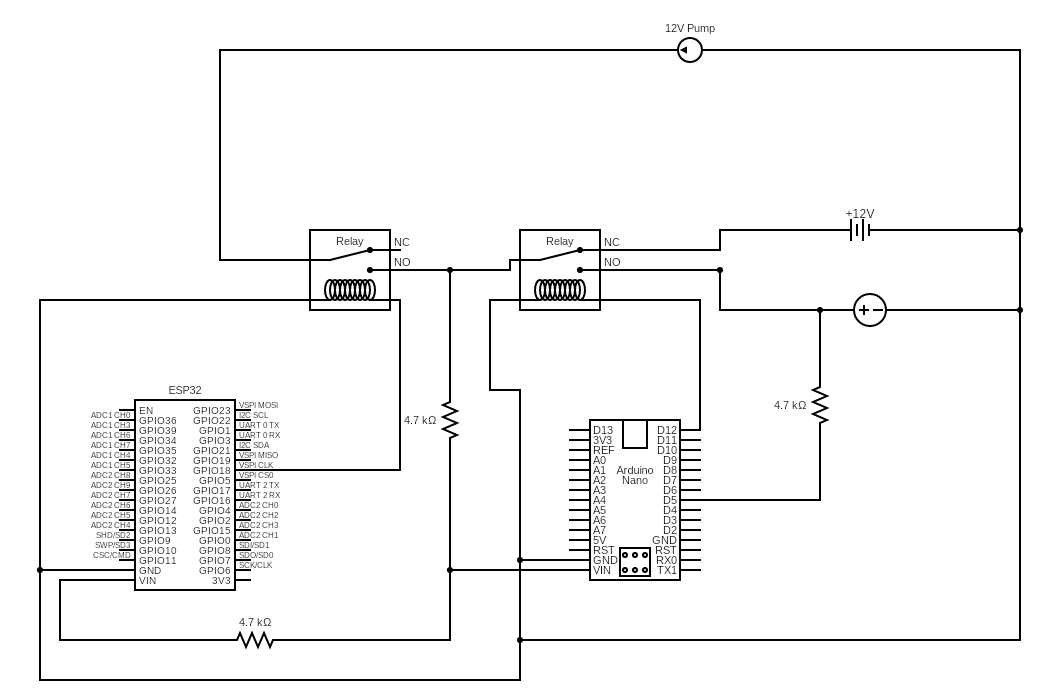 12V Pump
+12V
Relay
NC
NO
Relay
NC
NO
4.7 kΩ
4.7 kΩ
ESP32
EN GPIO23 VSPI MOSI
ADC1 CH0 GPIO36 GPIO22 I2C SCL
ADC1 CH3 GPIO39 GPIO1 UART 0 TX
ADC1 CH6 GPIO34 GPIO3 UART 0 RX
ADC1 CH7 GPIO35 GPIO21 I2C SDA
ADC1 CH4 GPIO32 GPIO19 VSPI MISO
ADC1 CH5 GPIO33 GPIO18 VSPI CLK
ADC2 CH8 GPIO25 GPIO5 VSPI CS0
ADC2 CH9 GPIO26 GPIO17 UART 2 TX
ADC2 CH7 GPIO27 GPIO16 UART 2 RX
ADC2 CH6 GPIO14 GPIO4 ADC2 CH0
ADC2 CH5 GPIO12 GPIO2 ADC2 CH2
ADC2 CH4 GPIO13 GPIO15 ADC2 CH3
SHD/SD2 GPIO9 GPIO0 ADC2 CH1
SWP/SD3 GPIO10 GPIO8 SDI/SD1
CSC/CMD GPIO11 GPIO7 SDO/SD0
GND GPIO6 SCK/CLK
VIN 3V3
Arduino
Nano
D13 D12
3V3 D11
REF D10
A0 D9
A1 D8
A2 D7
A3 D6
A4 D5
A5 D4
A6 D3
A7 D2
5V GND
RST RST
GND RX0
VIN TX1
4.7 kΩ